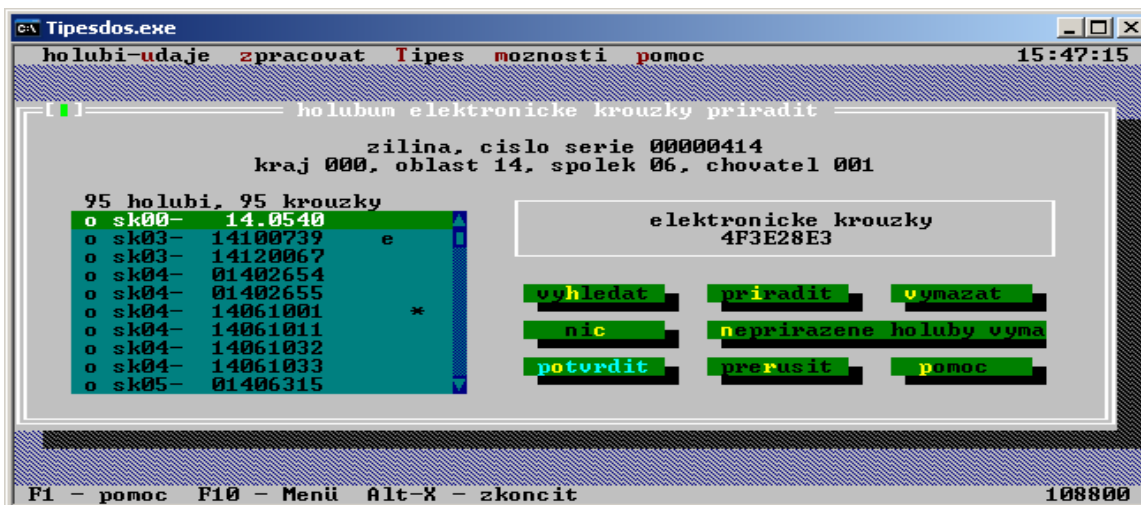 Tipesdos.exe
holubi-udaje zpracovat Tipes moznosti pomoc 15:47:15
holubum elektronicke krouzky priradit
zilina, cislo serie 00000414
kraj 000, oblast 14, spolek 06, chovatel 001
95 holubi, 95 krouzky
o sk00- 14.0540
o sk03- 14100739 e
o sk03- 14120067
o sk04- 01402654
o sk04- 01402655
o sk04- 14061001 *
o sk04- 14061011
o sk04- 14061032
o sk04- 14061033
o sk05- 01406315
elektronicke krouzky
4F3E28E3
vyhledat priradit vymazat
nic neprirazene holuby vyma
potvrdit prerusit pomoc
F1 - pomoc F10 - Menü Alt-X - zkoncit 108800